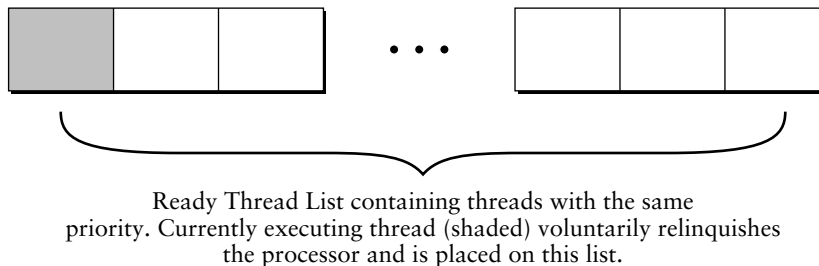 Ready Thread List containing threads with the same
priority. Currently executing thread (shaded) voluntarily relinquishes
the processor and is placed on this list.